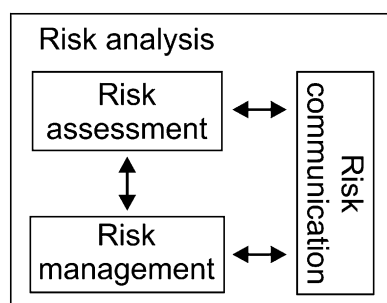 Risk analysis
Risk
assessment
Risk
communication
Risk
management